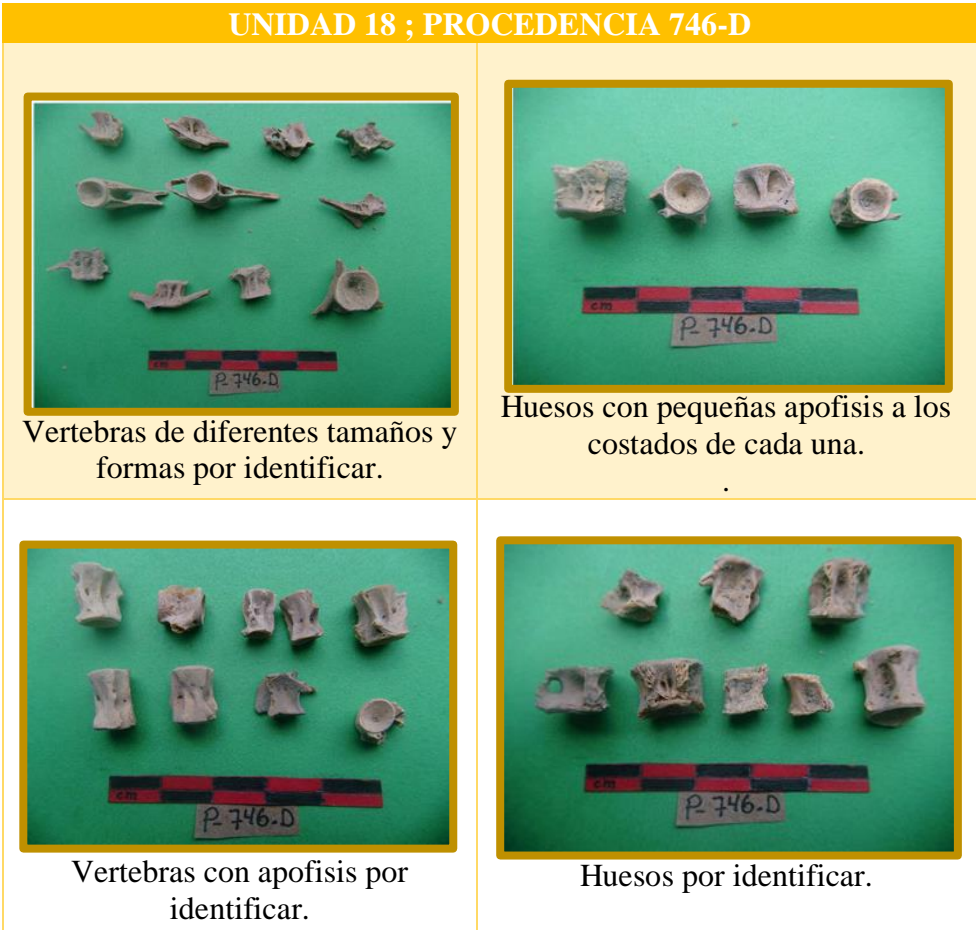 UNIDAD 18 ; PROCEDENCIA 746-D
cm
P-746-D
Vertebras de diferentes tamaños y
formas por identificar.
cm
P-746-D
Huesos con pequeñas apofisis a los
costados de cada una.
.
cm
P-746-D
Vertebras con apofisis por
identificar.
cm
P-746-D
Huesos por identificar.